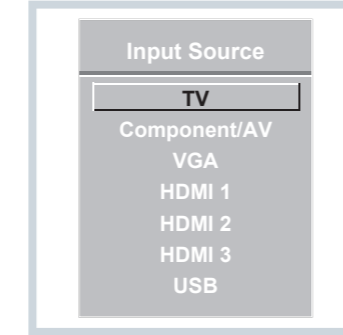 Input Source
TV
Component/AV
VGA
HDMI 1
HDMI 2
HDMI 3
USB